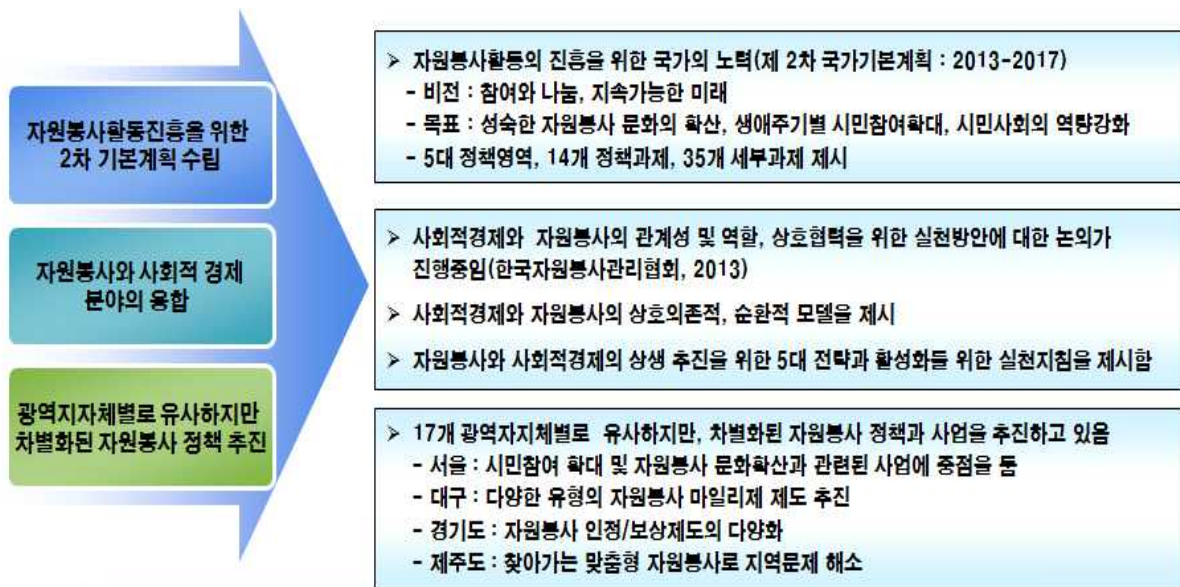 자원봉사활동진흥을 위한
2차 기본계획 수립
➢ 자원봉사활동의 진흥을 위한 국가의 노력(제 2차 국가기본계획 : 2013-2017)
- 비전 : 참여와 나눔, 지속가능한 미래
- 목표 : 성숙한 자원봉사 문화의 확산, 생애주기별 시민참여확대, 시민사회의 역량강화
- 5대 정책영역, 14개 정책과제, 35개 세부과제 제시
자원봉사와 사회적 경제
분야의 융합
➢ 사회적경제와 자원봉사의 관계성 및 역할, 상호협력을 위한 실천방안에 대한 논의가
진행중임(한국자원봉사관리협회, 2013)
➢ 사회적경제와 자원봉사의 상호의존적, 순환적 모델을 제시
➢ 자원봉사와 사회적경제의 상생 추진을 위한 5대 전략과 활성화들 위한 실천지침을 제시함
광역지자체별로 유사하지만
차별화된 자원봉사 정책 추진
➢ 17개 광역자지체별로 유사하지만, 차별화된 자원봉사 정책과 사업을 추진하고 있음
- 서울 : 시민참여 확대 및 자원봉사 문화확산과 관련된 사업에 중점을 둠
- 대구 : 다양한 유형의 자원봉사 마일리제 제도 추진
- 경기도 : 자원봉사 인정/보상제도의 다양화
- 제주도 : 찾아가는 맞춤형 자원봉사로 지역문제 해소